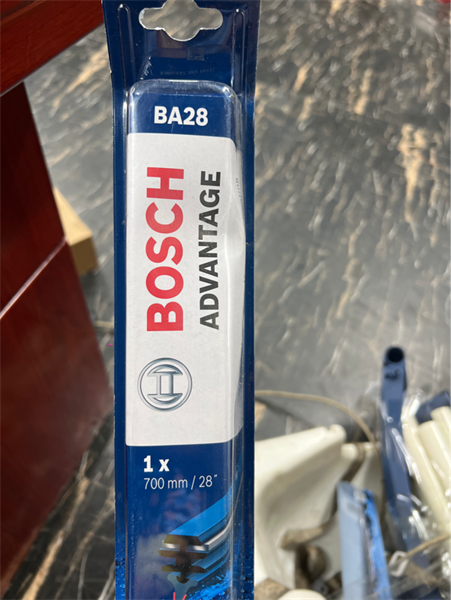 BA28
BOSCH
ADVANTAGE
1 x
700 mm / 28"